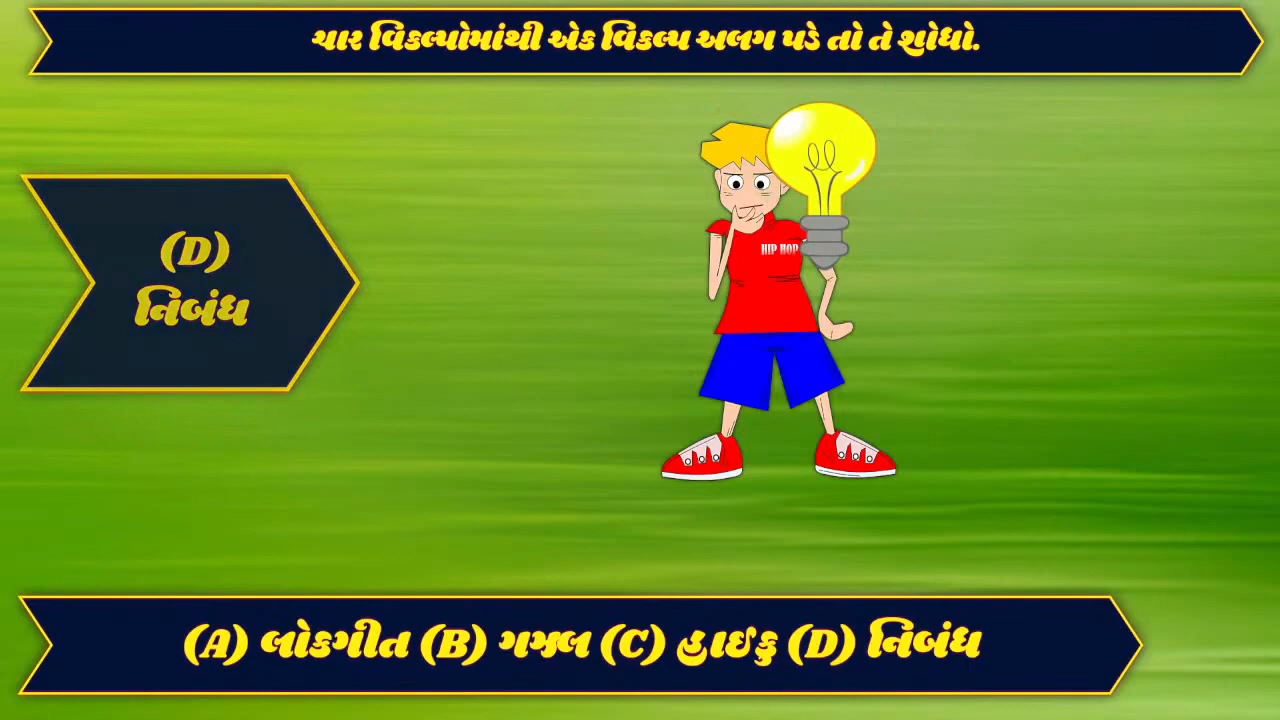 ચાર વિકલ્પોમાંથી એક વિકલ્પ અલગ પડે તો તે શોધો.
(D)
નિબંધ
HIP HOP
(A) લોકગીત (B) ગઝલ (C) હાઇકુ (D) નિબંધ